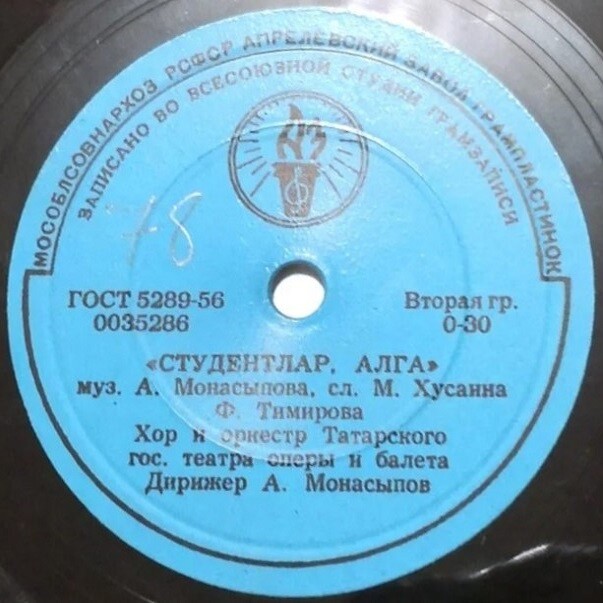 МОСОБЛСОВНАРХОЗ РСФСР АПРЕЛЕВСКИЙ ЗАВОД ГРАМПЛАСТИНОК
ЗАПИСАНО ВО ВСЕСОЮЗНОЙ СТУДИИ ГРАМЗАПИСИ
78
ГОСТ 5289-56
0035286
Вторая гр.
0-30
«СТУДЕНТЛАР, АЛГА»
муз. А. Монасыпова, сл. М. Хусаина
Ф. Тимирова
Хор и оркестр Татарского
гос. театра оперы и балета
Дирижер А. Монасыпов